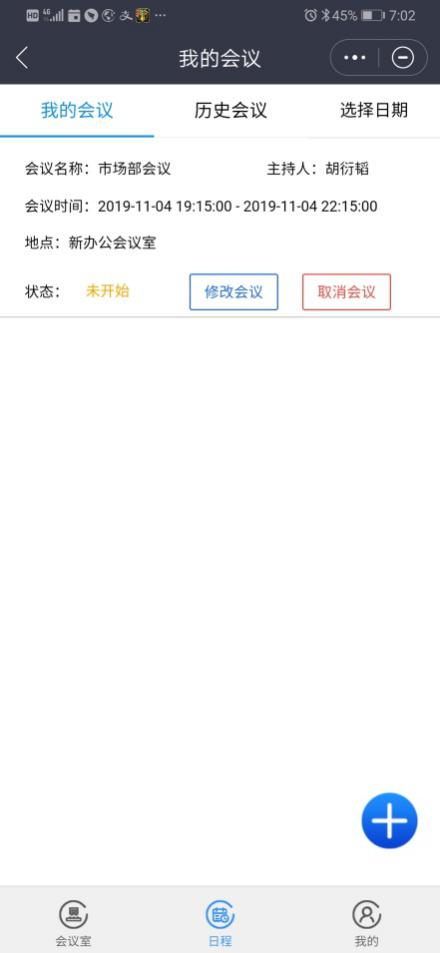 HD 4G 支 ··· 45% 7:02
我的会议
我的会议 历史会议 选择日期
会议名称：市场部会议 主持人：胡衍韬
会议时间：2019-11-04 19:15:00 - 2019-11-04 22:15:00
地点：新办公会议室
状态： 未开始 修改会议 取消会议
会议室 日程 我的